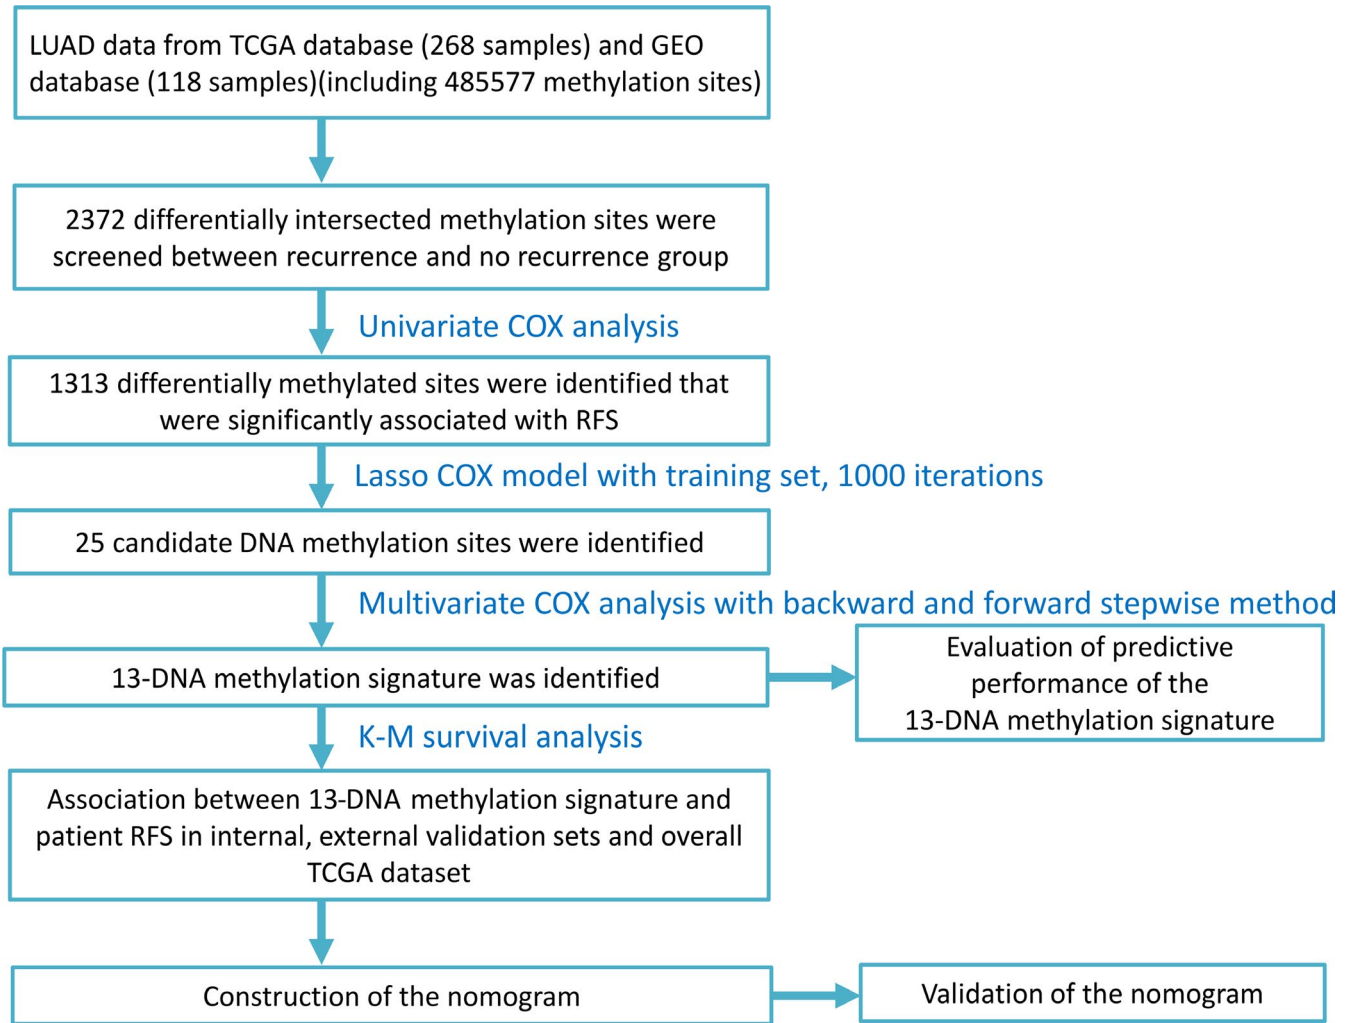 LUAD data from TCGA database (268 samples) and GEO
database (118 samples)(including 485577 methylation sites)
2372 differentially intersected methylation sites were
screened between recurrence and no recurrence group
Univariate COX analysis
1313 differentially methylated sites were identified that
were significantly associated with RFS
Lasso COX model with training set, 1000 iterations
25 candidate DNA methylation sites were identified
Multivariate COX analysis with backward and forward stepwise method
13-DNA methylation signature was identified
Evaluation of predictive
performance of the
13-DNA methylation signature
K-M survival analysis
Association between 13-DNA methylation signature and
patient RFS in internal, external validation sets and overall
TCGA dataset
Construction of the nomogram
Validation of the nomogram